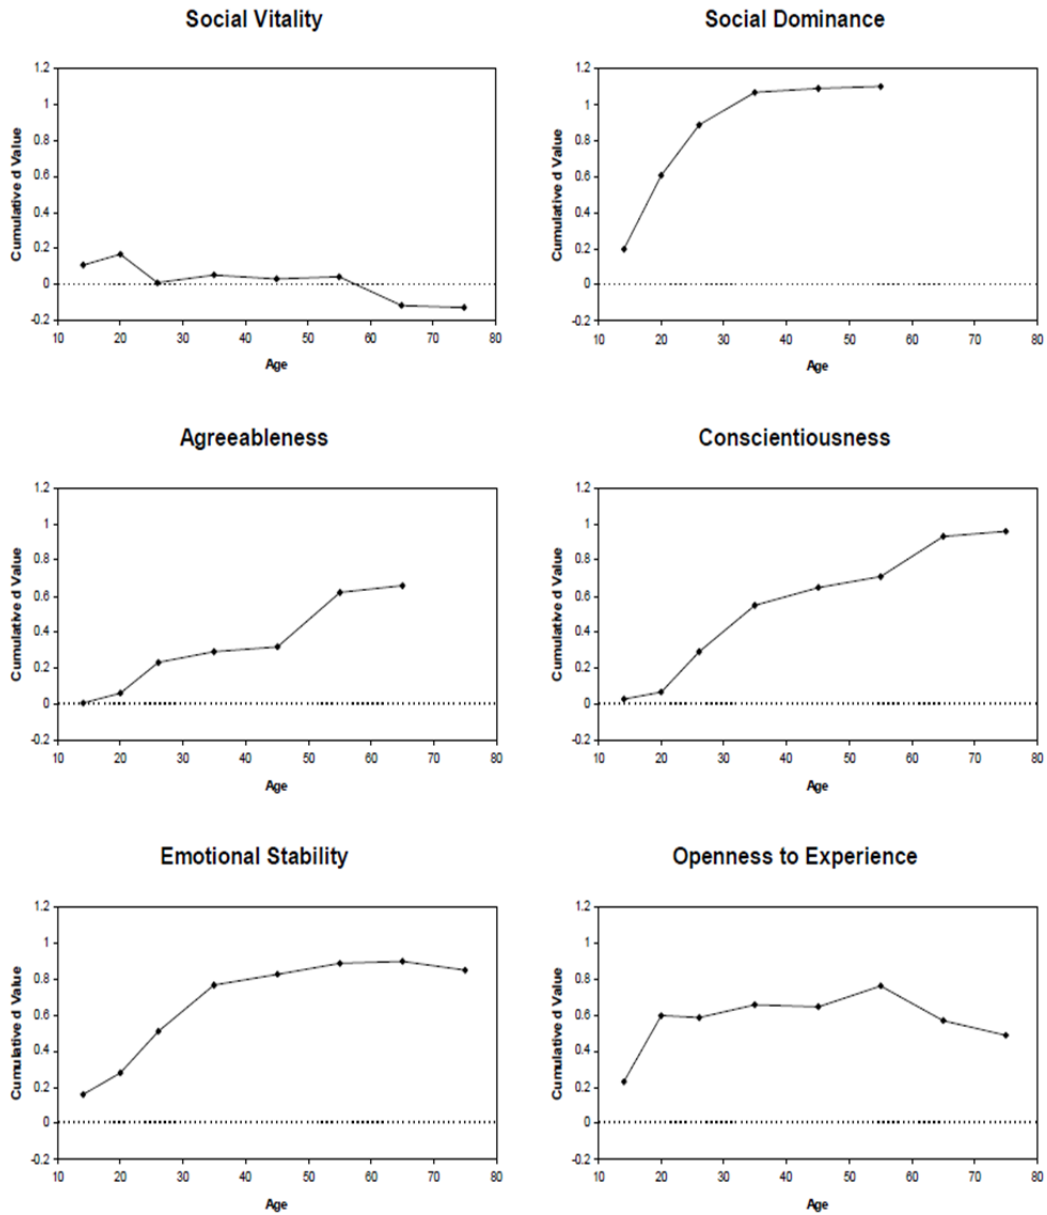 Social Vitality
1.2
1
0.8
0.6
0.4
0.2
0
-0.2
Cumulative d Value
10 20 30 40 50 60 70 80
Age
Social Dominance
1.2
1
0.8
0.6
0.4
0.2
0
-0.2
Cumulative d Value
10 20 30 40 50 60 70 80
Age
Agreeableness
1.2
1
0.8
0.6
0.4
0.2
0
-0.2
Cumulative d Value
10 20 30 40 50 60 70 80
Age
Conscientiousness
1.2
1
0.8
0.6
0.4
0.2
0
-0.2
Cumulative d Value
10 20 30 40 50 60 70 80
Age
Emotional Stability
1.2
1
0.8
0.6
0.4
0.2
0
-0.2
Cumulative d Value
10 20 30 40 50 60 70 80
Age
Openness to Experience
1.2
1
0.8
0.6
0.4
0.2
0
-0.2
Cumulative d Value
10 20 30 40 50 60 70 80
Age